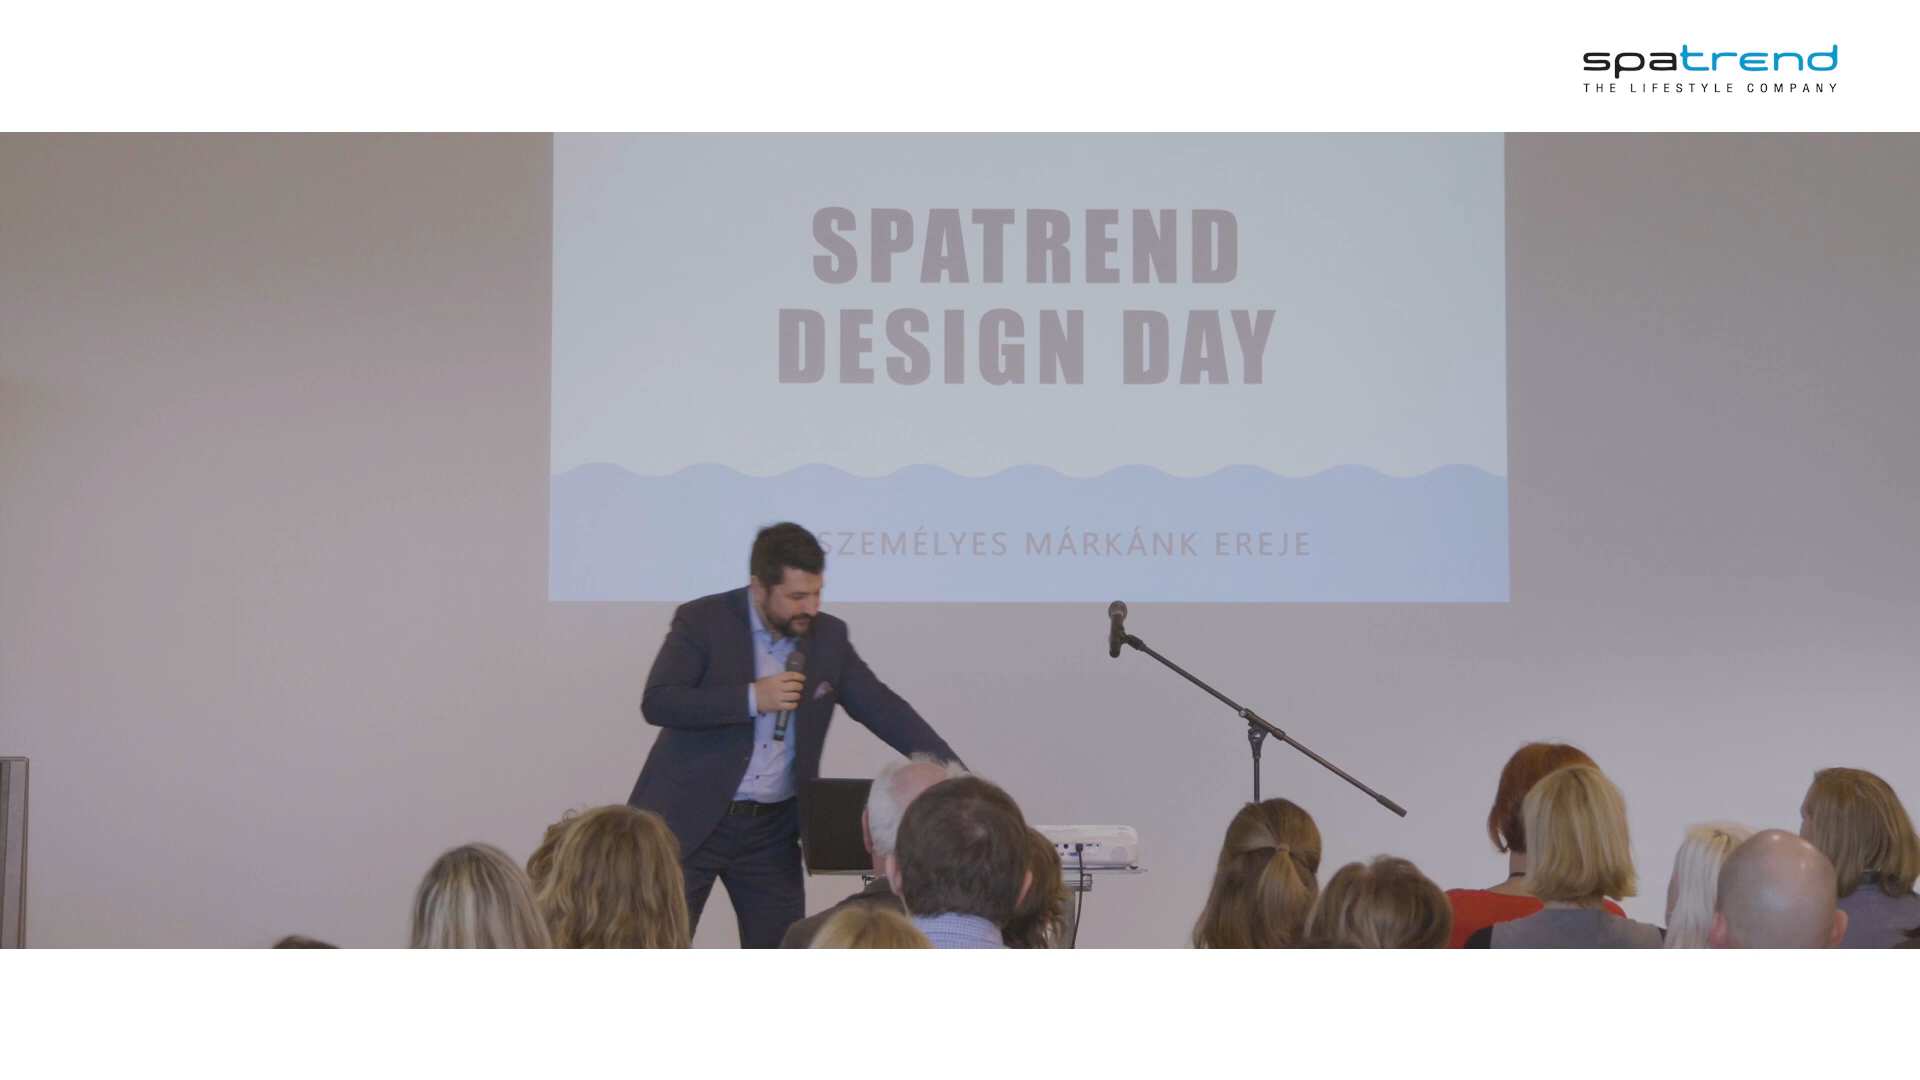 spatrend
THE LIFESTYLE COMPANY
SPATREND
DESIGN DAY
SZEMÉLYES MÁRKÁNK EREJE